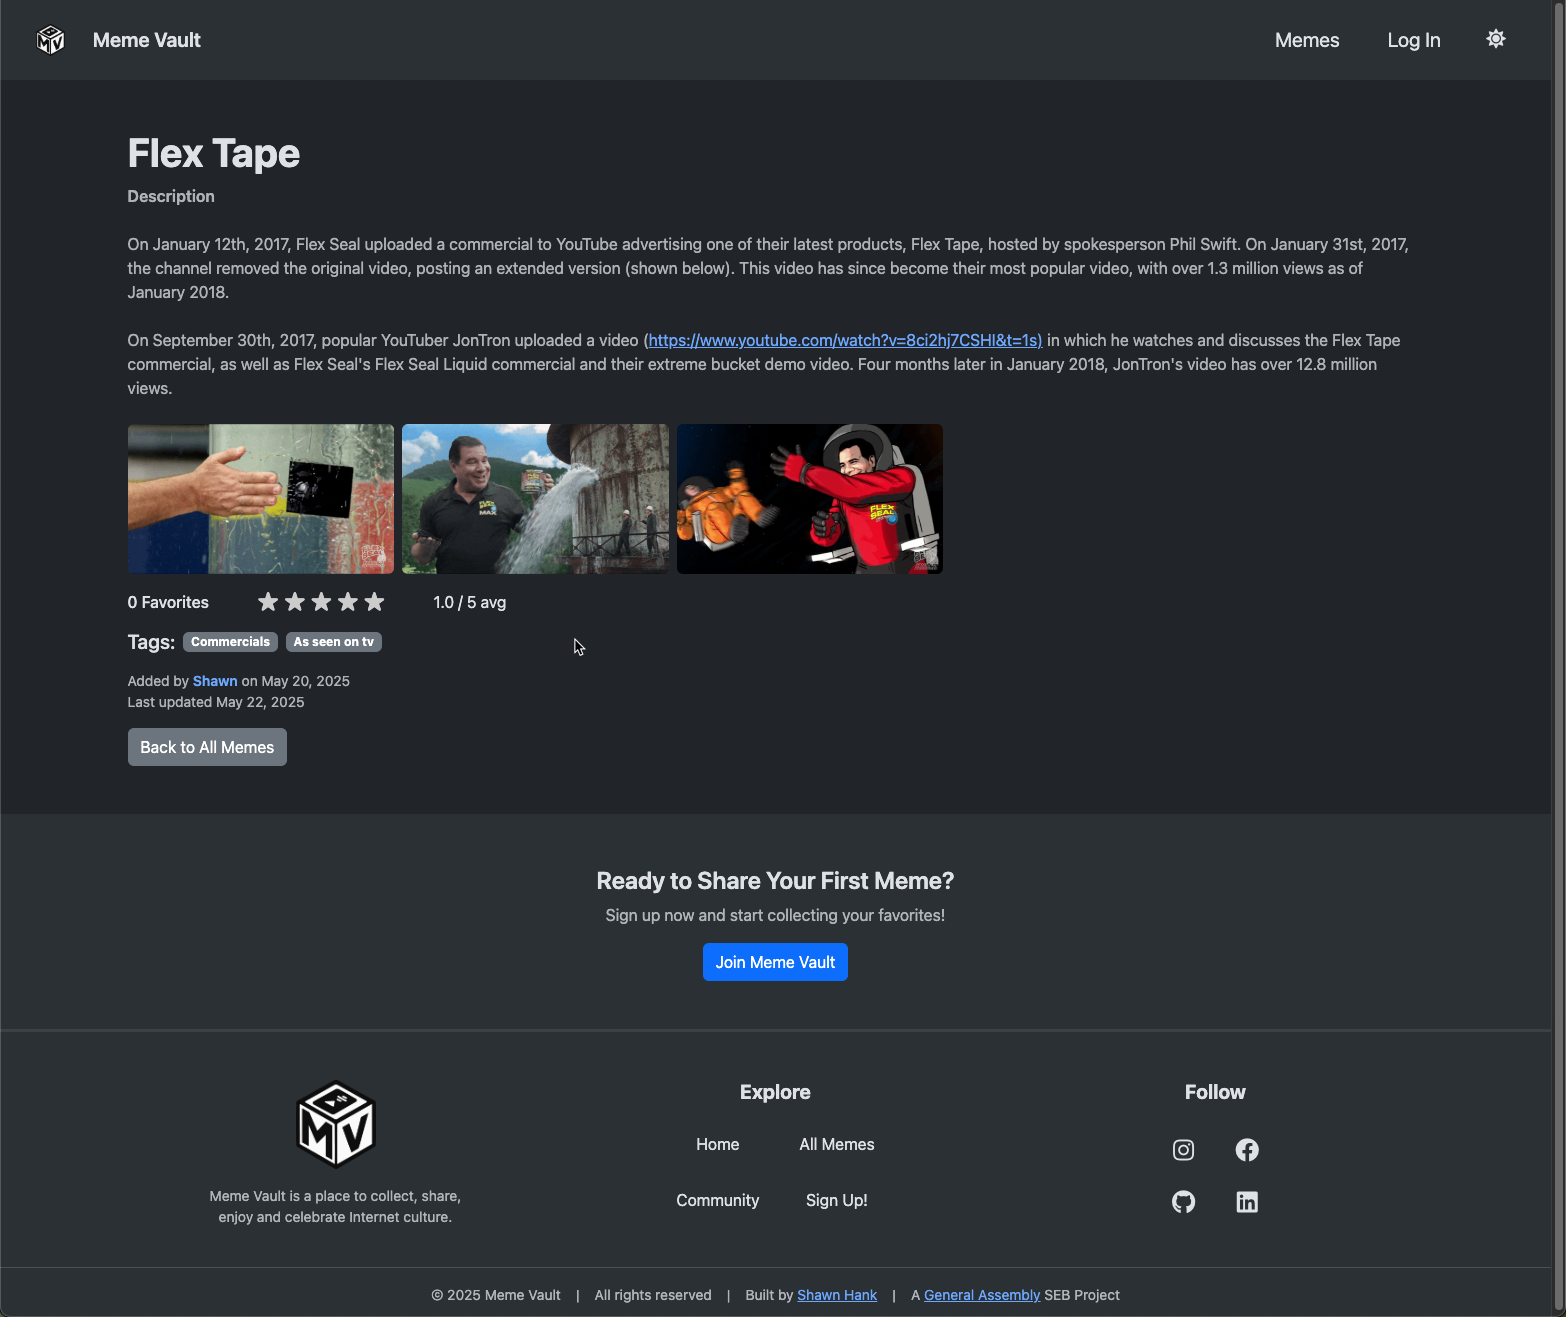 Meme Vault
Memes
Log In
Flex Tape
Description
On January 12th, 2017, Flex Seal uploaded a commercial to YouTube advertising one of their latest products, Flex Tape, hosted by spokesperson Phil Swift. On January 31st, 2017,
the channel removed the original video, posting an extended version (shown below). This video has since become their most popular video, with over 1.3 million views as of
January 2018.
On September 30th, 2017, popular YouTuber JonTron uploaded a video (https://www.youtube.com/watch?v=8ci2hj7CSHI&t=1s) in which he watches and discusses the Flex Tape
commercial, as well as Flex Seal's Flex Seal Liquid commercial and their extreme bucket demo video. Four months later in January 2018, JonTron's video has over 12.8 million
views.
MAX
FLEX
SEAL
0 Favorites
1.0 / 5 avg
Tags: Commercials As seen on tv
Added by Shawn on May 20, 2025
Last updated May 22, 2025
Back to All Memes
Ready to Share Your First Meme?
Sign up now and start collecting your favorites!
Join Meme Vault
MV
Meme Vault is a place to collect, share,
enjoy and celebrate Internet culture.
Explore
Home
All Memes
Community
Sign Up!
Follow
© 2025 Meme Vault | All rights reserved | Built by Shawn Hank | A General Assembly SEB Project